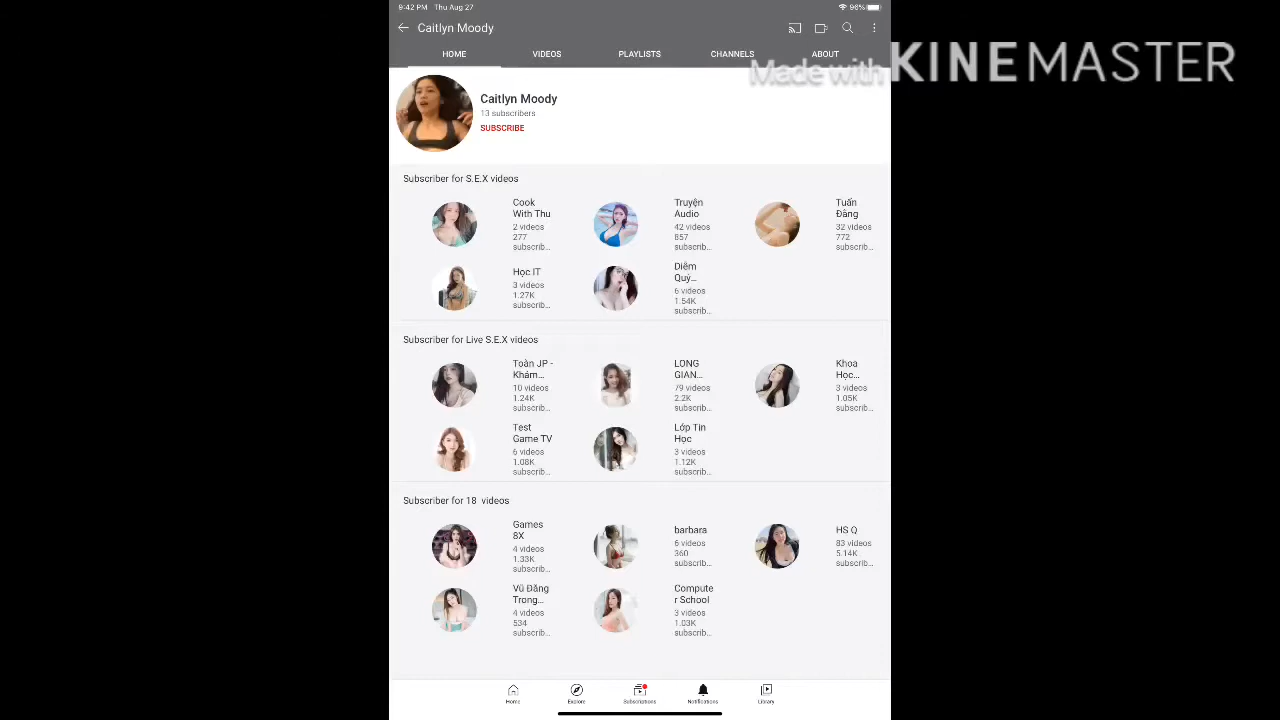 9:42 PM Thu Aug 27
96%
Caitlyn Moody
HOME VIDEOS PLAYLISTS CHANNELS ABOUT
Made with KINEMASTER
Caitlyn Moody
13 subscribers
SUBSCRIBE
Subscriber for S.E.X videos
Cook
With Thu
2 videos
277
subscrib...
Truyện
Audio
42 videos
857
subscrib...
Tuấn
Đăng
32 videos
772
subscrib...
Học IT
3 videos
1.27K
subscrib...
Diễm
Quý...
6 videos
1.54K
subscrib...
Subscriber for Live S.E.X videos
Toàn JP -
Khám...
10 videos
1.24K
subscrib...
LONG
GIAN...
79 videos
2.2K
subscrib...
Khoa
Học...
3 videos
1.05K
subscrib...
Test
Game TV
6 videos
1.08K
subscrib...
Lớp Tin
Học
3 videos
1.12K
subscrib...
Subscriber for 18 videos
Games
8X
4 videos
1.33K
subscrib...
barbara
6 videos
360
subscrib...
HS Q
83 videos
5.14K
subscrib...
Vũ Đăng
Trong...
4 videos
534
subscrib...
Compute
r School
3 videos
1.03K
subscrib...
Home Explore Subscriptions Notifications Library